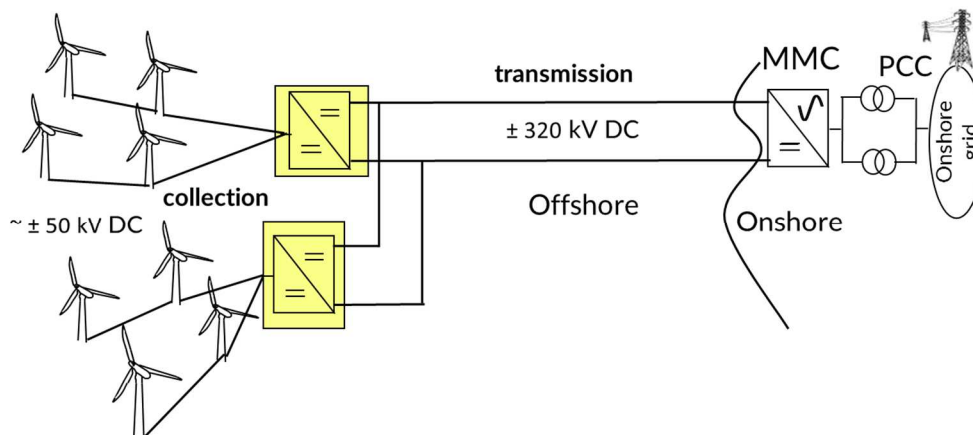 MMC
PCC
transmission
± 320 kV DC
Onshore
grid
collection
Offshore
Onshore
~ ± 50 kV DC